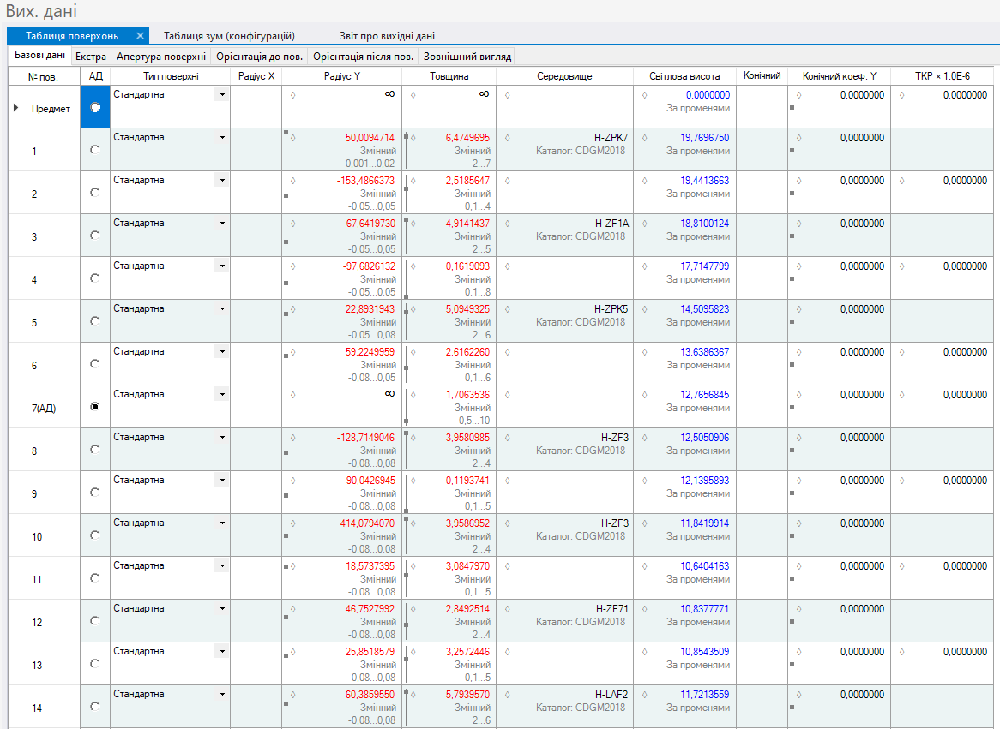 Вих. дані
Таблиця поверхонь ✕ Таблиця зум (конфігурацій) Звіт про вихідні дані
Базові дані Екстра Апертура поверхні Орієнтація до пов. Орієнтація після пов. Зовнішній вигляд
№ пов. АД Тип поверхні Радіус X Радіус Y Товщина Середовище Світлова висота Конічний Конічний коеф. Y ТКР × 1.0E-6
Стандартна ∞ ∞ 0,0000000 0,0000000 0,0000000
Предмет За променями
Стандартна 50,0094714 6,4749695 H-ZPK7 19,7696750 0,0000000
1 Змінний Змінний Каталог: CDGM2018 За променями
0,001...0,02 2...7
Стандартна -153,4866373 2,5185647 19,4413663 0,0000000 0,0000000
2 Змінний Змінний За променями
-0,05...0,05 0,1...4
Стандартна -67,6419730 4,9141437 H-ZF1A 18,8100124 0,0000000
3 Змінний Змінний Каталог: CDGM2018 За променями
-0,05...0,05 2...5
Стандартна -97,6826132 0,1619093 17,7147799 0,0000000 0,0000000
4 Змінний Змінний За променями
-0,05...0,05 0,1...8
Стандартна 22,8931943 5,0949325 H-ZPK5 14,5095823 0,0000000
5 Змінний Змінний Каталог: CDGM2018 За променями
-0,05...0,08 2...6
Стандартна 59,2249959 2,6162260 13,6386367 0,0000000 0,0000000
6 Змінний Змінний За променями
-0,08...0,05 0,1...6
Стандартна ∞ 1,7063536 12,7656845 0,0000000 0,0000000
7(АД) Змінний За променями
0,5...10
Стандартна -128,7149046 3,9580985 H-ZF3 12,5050906 0,0000000
8 Змінний Змінний Каталог: CDGM2018 За променями
-0,08...0,08 2...4
Стандартна -90,0426945 0,1193741 12,1395893 0,0000000 0,0000000
9 Змінний Змінний За променями
-0,08...0,08 0,1...5
Стандартна 414,0794070 3,9586952 H-ZF3 11,8419914 0,0000000
10 Змінний Змінний Каталог: CDGM2018 За променями
-0,08...0,08 2...4
Стандартна 18,5737395 3,0847970 10,6404163 0,0000000 0,0000000
11 Змінний Змінний За променями
-0,08...0,08 0,1...5
Стандартна 46,7527992 2,8492514 H-ZF71 10,8377771 0,0000000
12 Змінний Змінний Каталог: CDGM2018 За променями
-0,08...0,08 2...4
Стандартна 25,8518579 3,2572446 10,8543509 0,0000000 0,0000000
13 Змінний Змінний За променями
-0,08...0,08 0,1...5
Стандартна 60,3859550 5,7939570 H-LAF2 11,7213559 0,0000000
14 Змінний Змінний Каталог: CDGM2018 За променями
-0,08...0,08 2...6